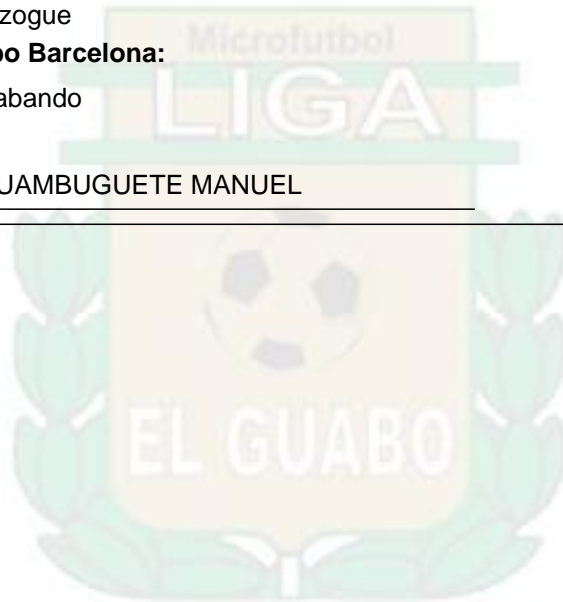 zogue
po Barcelona:
abando
UAMBUGUETE MANUEL
Microfutbol
LIGA
EL GUABO